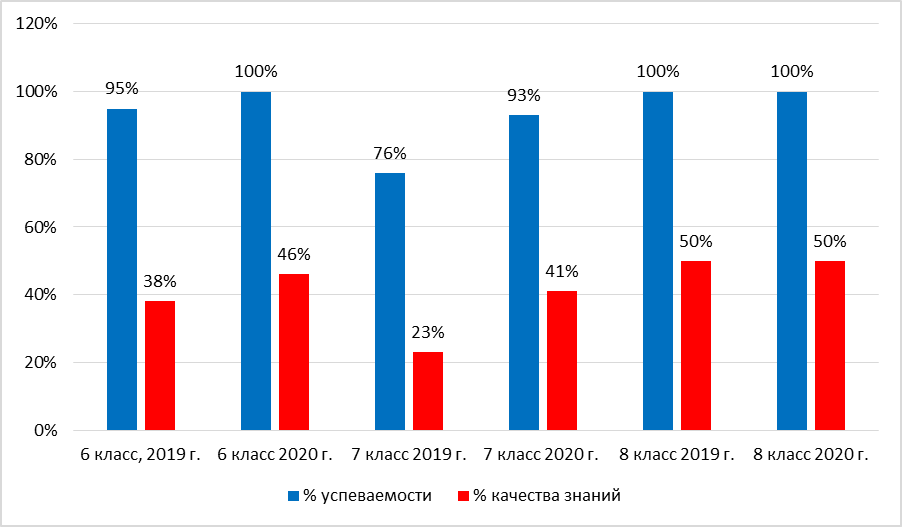 120%
100%
80%
60%
40%
20%
0%
95%
38%
100%
46%
76%
23%
93%
41%
100%
50%
100%
50%
6 класс, 2019 г.
6 класс 2020 г.
7 класс 2019 г.
7 класс 2020 г.
8 класс 2019 г.
8 класс 2020 г.
% успеваемости
% качества знаний